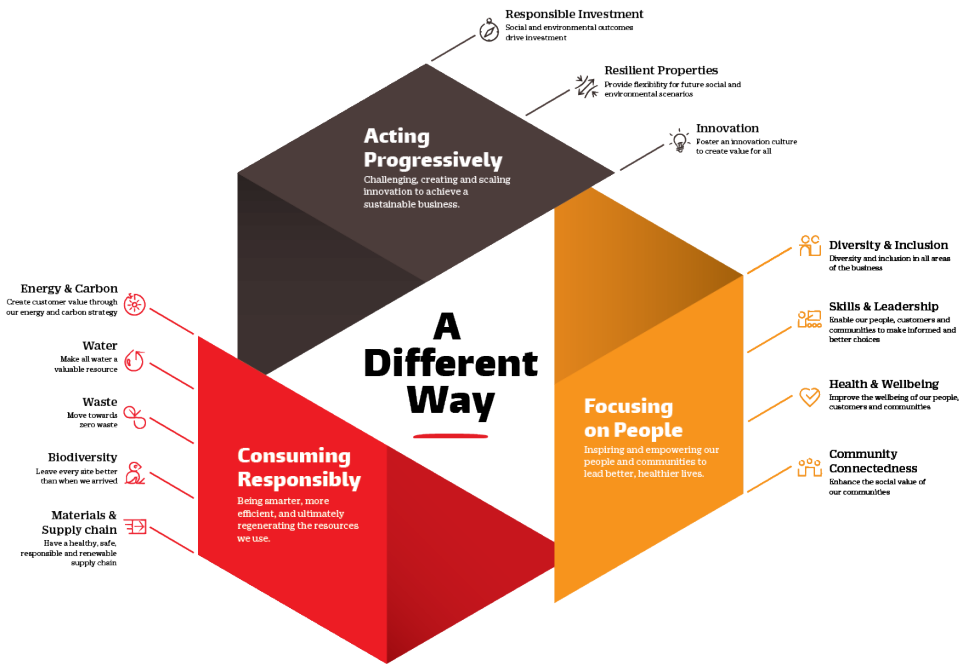 Responsible Investment
Social and environmental outcomes
drive investment
Resilient Properties
Provide flexibility for future social and
environmental scenarios
Innovation
Foster an innovation culture
to create value for all
Acting
Progressively
Challenging, creating and scaling
innovation to achieve a
sustainable business.
Diversity & Inclusion
Diversity and inclusion in all areas
of the business
Skills & Leadership
Enable our people, customers and
communities to make informed and
better choices
Health & Wellbeing
Improve the wellbeing of our people,
customers and communities
Community
Connectedness
Enhance the social value of
our communities
Focusing
on People
Inspiring and empowering our
people and communities to
lead better, healthier lives.
A
Different
Way
Energy & Carbon
Create customer value through
our energy and carbon strategy
Water
Make all water a
valuable resource
Waste
Move towards
zero waste
Biodiversity
Leave every site better
than when we arrived
Materials &
Supply chain
Have a healthy, safe,
responsible and renewable
supply chain
Consuming
Responsibly
Being smarter, more
efficient, and ultimately
regenerating the resources
we use.